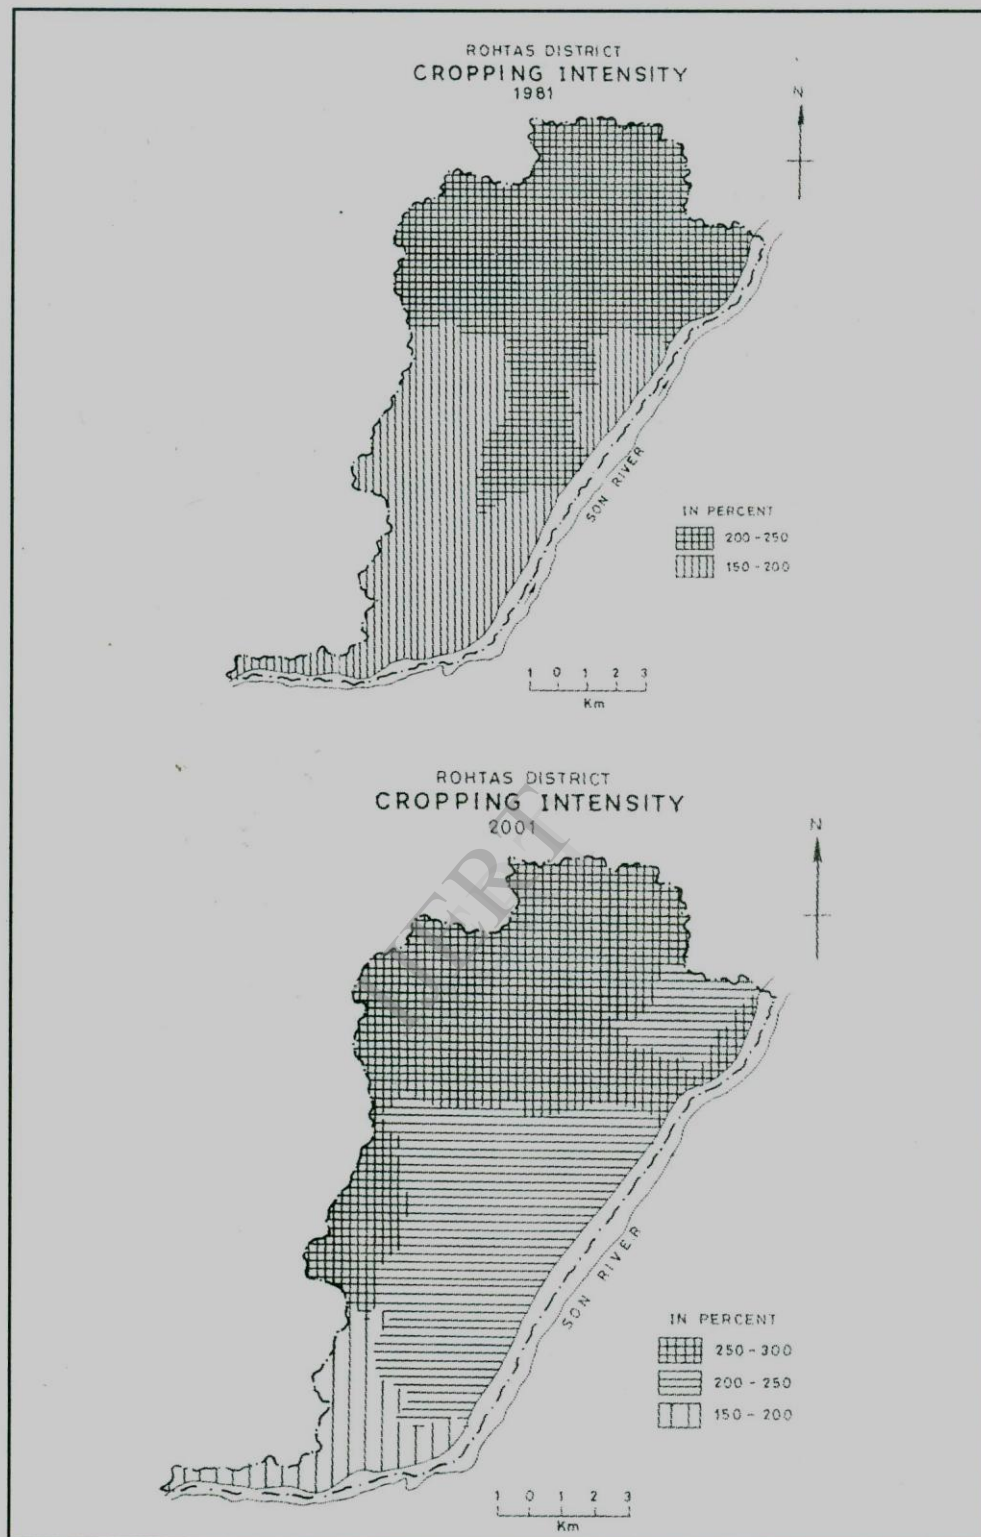 ROHTAS DISTRICT
CROPPING INTENSITY
1981
N
SON RIVER
IN PERCENT
200-250
150-200
1 0 1 2 3
Km
ROHTAS DISTRICT
CROPPING INTENSITY
2001
N
IJERT
SON RIVER
IN PERCENT
250-300
200-250
150-200
1 0 1 2 3
Km